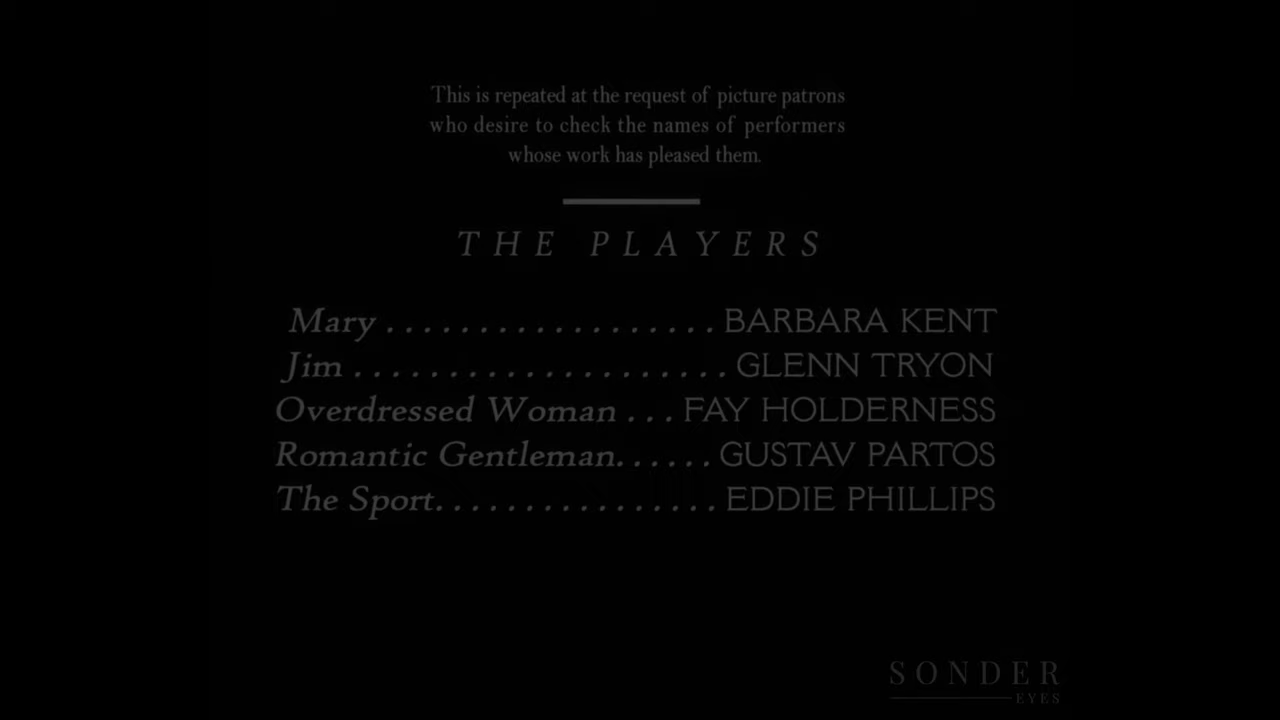 This is repeated at the request of picture patrons
who desire to check the names of performers
whose work has pleased them.
THE PLAYERS
Mary . . . . . . . . . . . . . . . . . . . BARBARA KENT
Jim . . . . . . . . . . . . . . . . . . . . . . GLENN TRYON
Overdressed Woman . . . FAY HOLDERNESS
Romantic Gentleman. . . . . . GUSTAV PARTOS
The Sport. . . . . . . . . . . . . . . . . EDDIE PHILLIPS
SONDER
EYES